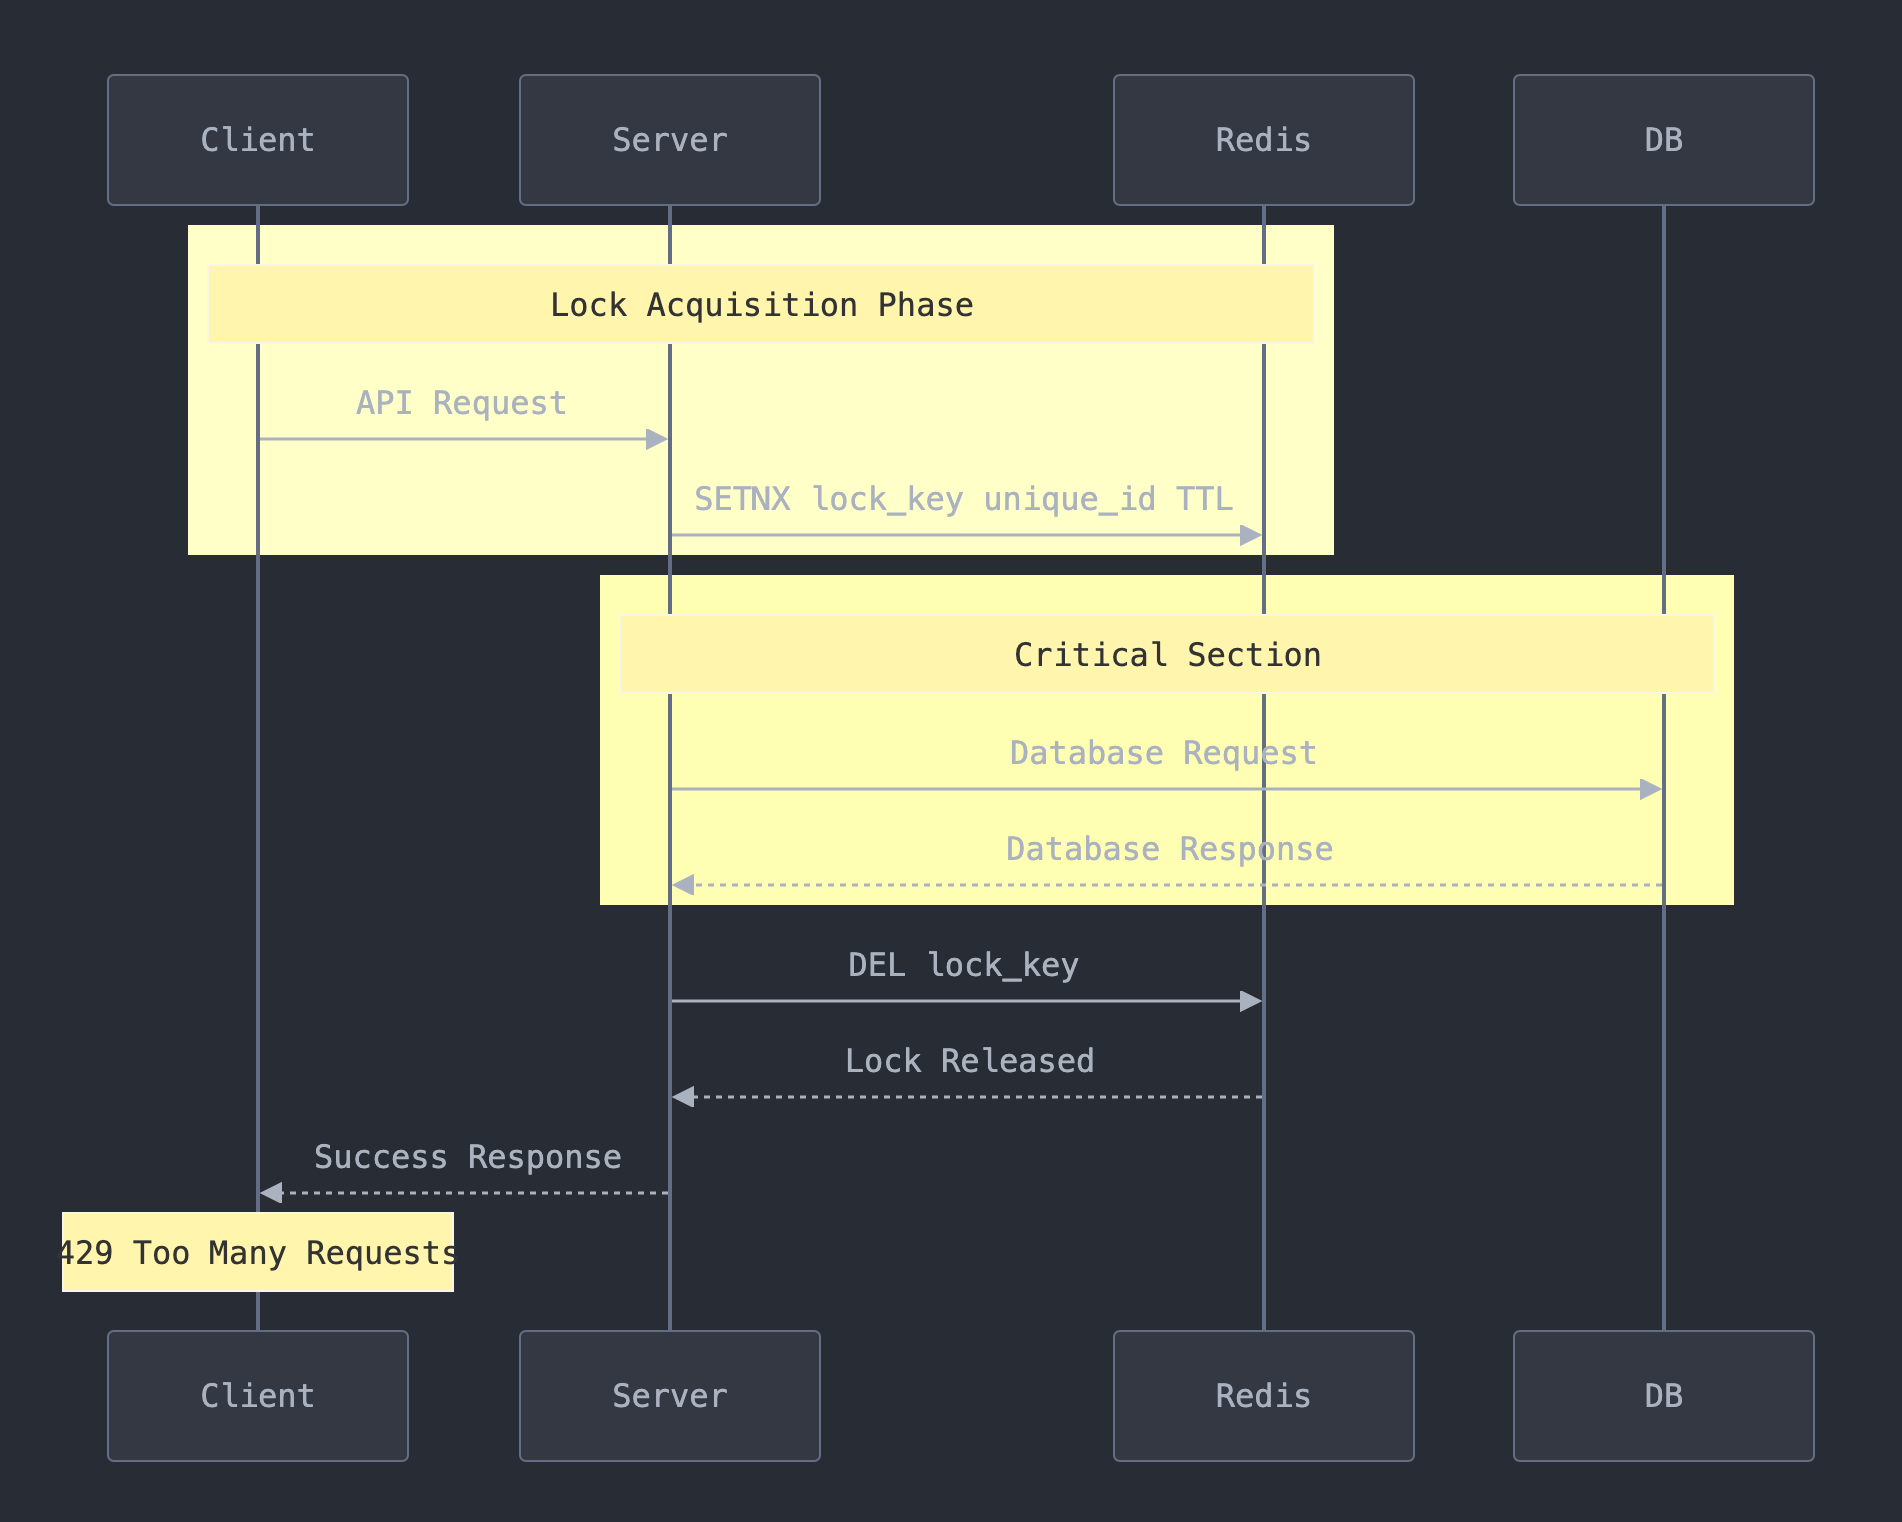 Client
Server
Redis
DB
Lock Acquisition Phase
API Request
SETNX lock_key unique_id TTL
Critical Section
Database Request
Database Response
DEL lock_key
Lock Released
Success Response
429 Too Many Requests
Client
Server
Redis
DB